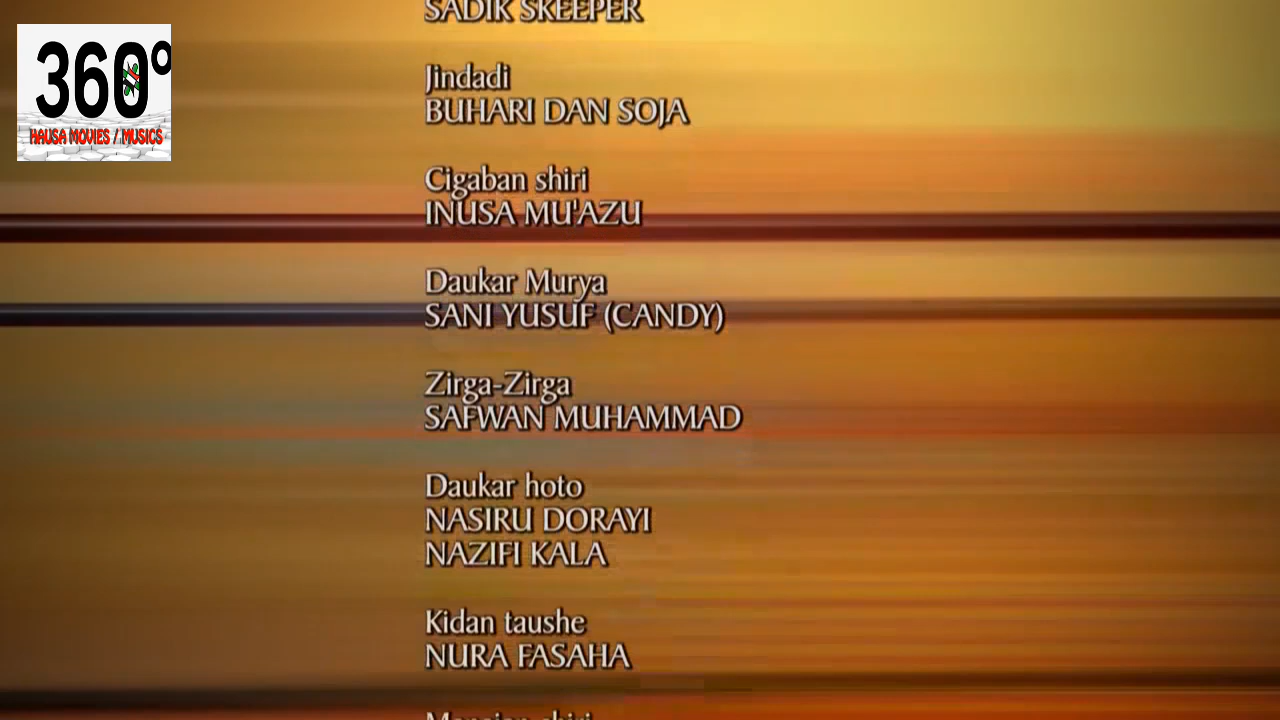 360°
HAUSA MOVIES / MUSICS
SADIK SKEEPER
Jindadi
BUHARI DAN SOJA
Cigaban shiri
INUSA MU'AZU
Daukar Murya
SANI YUSUF (CANDY)
Zirga-Zirga
SAFWAN MUHAMMAD
Daukar hoto
NASIRU DORAYI
NAZIFI KALA
Kidan taushe
NURA FASAHA
shiri